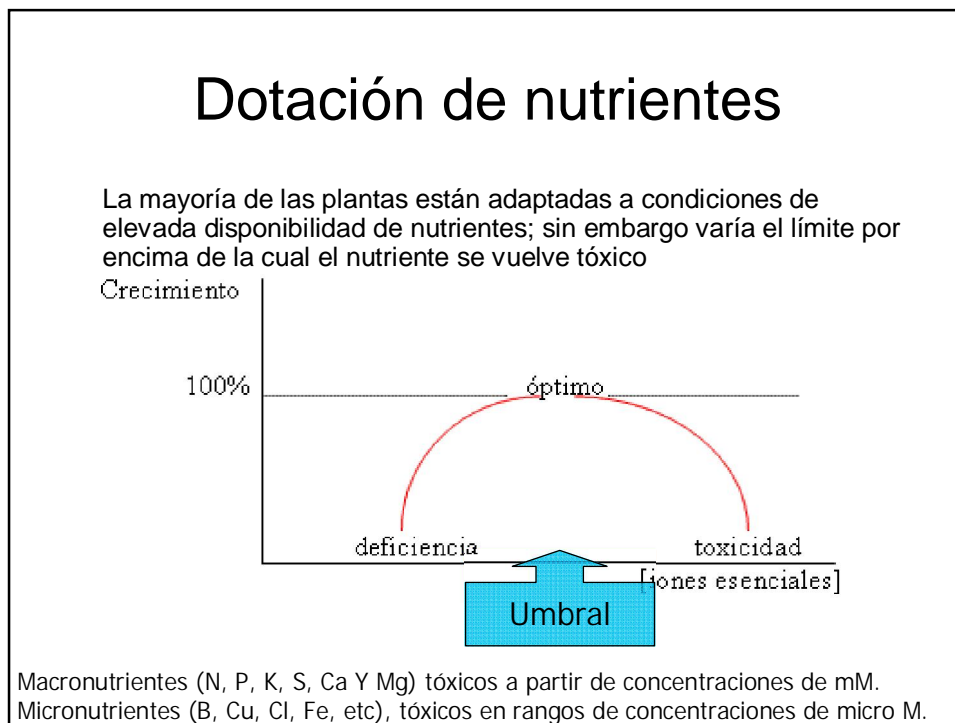 Dotación de nutrientes
La mayoría de las plantas están adaptadas a condiciones de
elevada disponibilidad de nutrientes; sin embargo varía el límite por
encima de la cual el nutriente se vuelve tóxico
Crecimiento
100%
óptimo
deficiencia
toxicidad
[iones esenciales]
Umbral
Macronutrientes (N, P, K, S, Ca Y Mg) tóxicos a partir de concentraciones de mM.
Micronutrientes (B, Cu, Cl, Fe, etc), tóxicos en rangos de concentraciones de micro M.